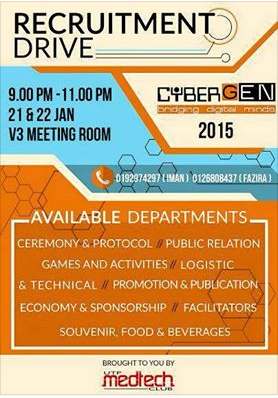 RECRUITMENT
DRIVE
9.00 PM -11.00 PM
21 & 22 JAN
V3 MEETING ROOM
CYBERGEN
bridging digital minds
2015
0192974297 ( IMAN ) 0126808437 ( FAZIRA )
AVAILABLE DEPARTMENTS
CEREMONY & PROTOCOL // PUBLIC RELATION
GAMES AND ACTIVITIES // LOGISTIC
& TECHNICAL // PROMOTION & PUBLICATION
ECONOMY & SPONSORSHIP // FACILITATORS
SOUVENIR, FOOD & BEVERAGES
BROUGHT TO YOU BY
UTP
medtech
CLUB